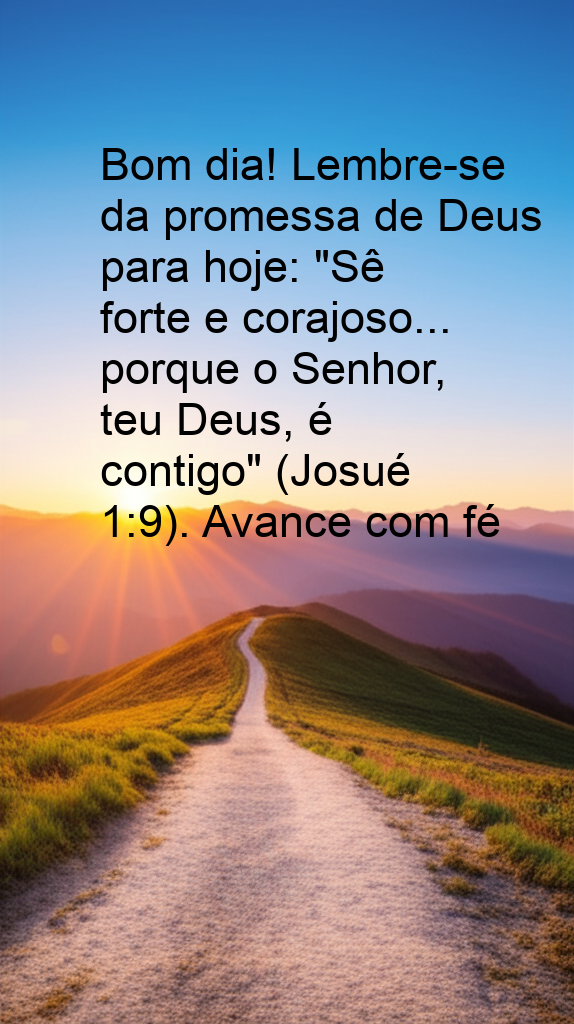 Bom dia! Lembre-se
da promessa de Deus
para hoje: "Sê
forte e corajoso...
porque o Senhor,
teu Deus, é
contigo" (Josué
1:9). Avance com fé